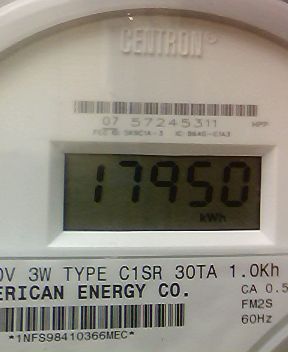 CENTRON®
07 57245311
17950
kWh
0V 3W TYPE C1SR 30TA 1.0Kh
ERICAN ENERGY CO.
CA 0.5
FM2S
60Hz
*1NFS98410366MEC*